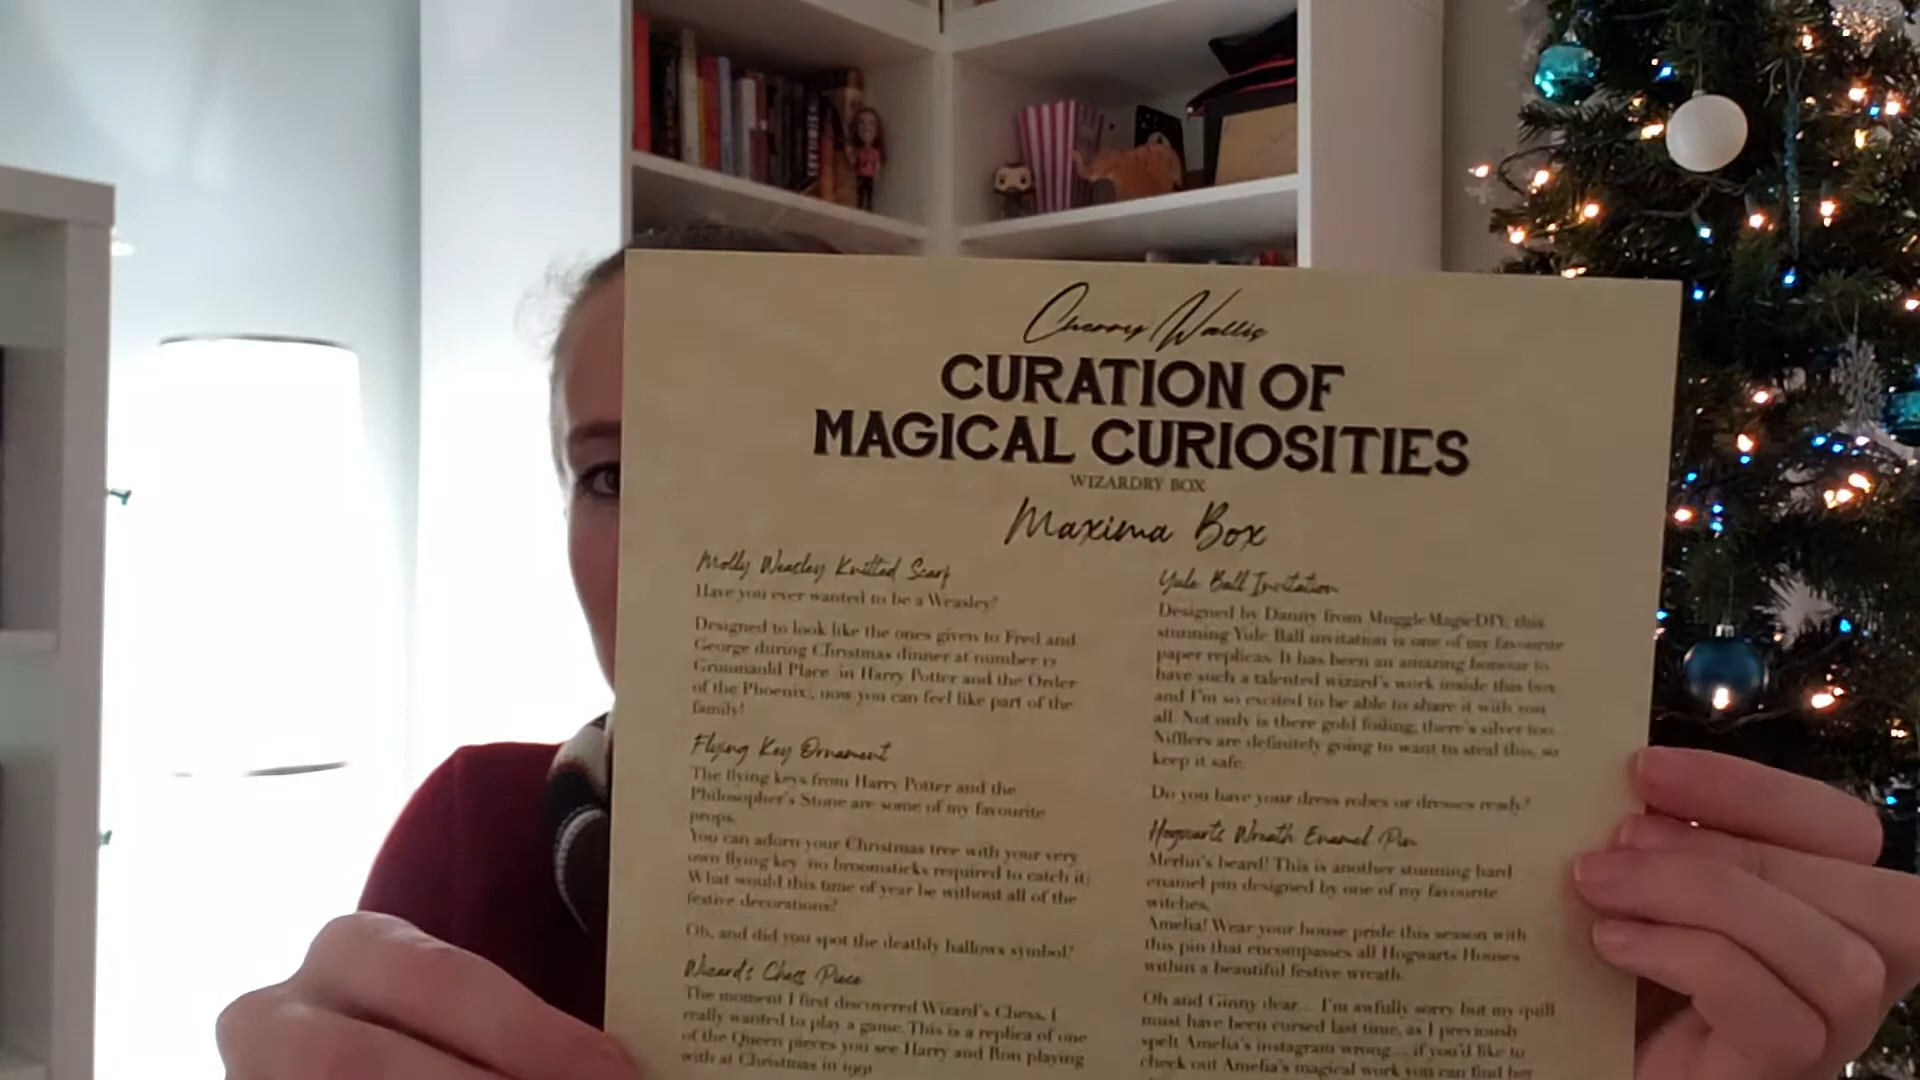 Cherry Wallis
CURATION OF
MAGICAL CURIOSITIES
WIZARDRY BOX
Maxima Box
Molly Weasley Knitted Scarf
Have you ever wanted to be a Weasley?
Designed to look like the ones given to Fred and
George during Christmas dinner at number 12
Grimmauld Place (in Harry Potter and the Order
of the Phoenix), now you can feel like part of the
family!
Flying Key Ornament
The flying keys from Harry Potter and the
Philosopher's Stone are some of my favourite
props.
You can adorn your Christmas tree with your very
own flying key (no broomsticks required to catch it)
What would this time of year be without all of the
festive decorations?
Oh, and did you spot the deathly hallows symbol?
Wizard's Chess Piece
The moment I first discovered Wizard's Chess, I
really wanted to play a game. This is a replica of one
of the Queen pieces you see Harry and Ron playing
with at Christmas in 1991
Yule Ball Invitation
Designed by Danny from MuggleMagicDIY, this
stunning Yule Ball invitation is one of my favourite
paper replicas. It has been an amazing honour to
have such a talented wizard's work inside this box
and I'm so excited to be able to share it with you
all. Not only is there gold foiling, there's silver too.
Nifflers are definitely going to want to steal this, so
keep it safe.
Do you have your dress robes or dresses ready?
Hogwarts Wreath Enamel Pin
Merlin's beard! This is another stunning hard
enamel pin designed by one of my favourite
witches,
Amelia! Wear your house pride this season with
this pin that encompasses all Hogwarts Houses
within a beautiful festive wreath.
Oh and Ginny dear... I'm awfully sorry but my quill
must have been cursed last time, as I previously
spelt Amelia's instagram wrong... if you'd like to
check out Amelia's magical work you can find her